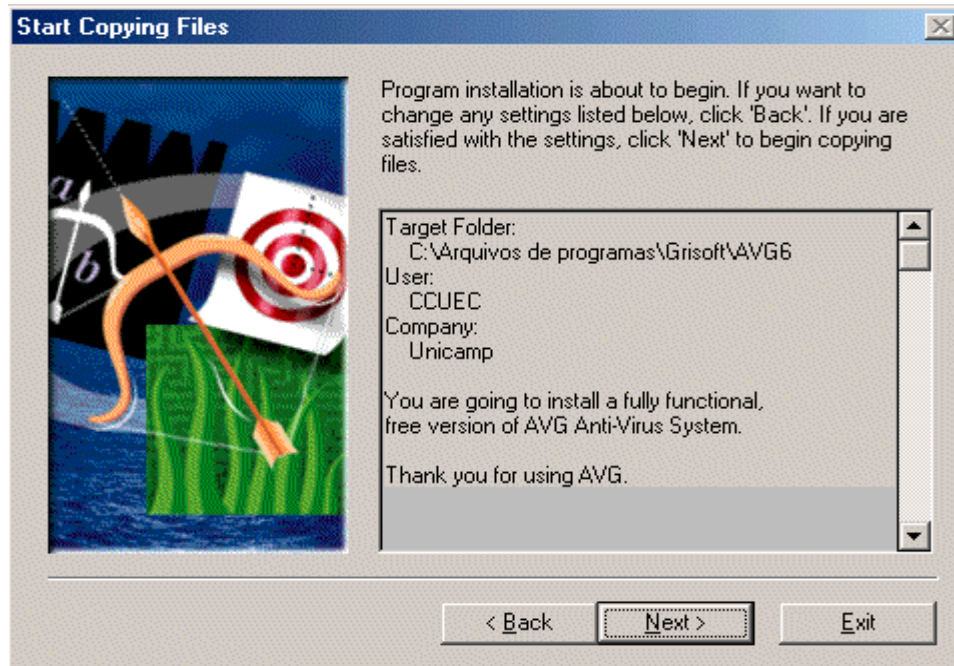 Start Copying Files
Program installation is about to begin. If you want to
change any settings listed below, click 'Back'. If you are
satisfied with the settings, click 'Next' to begin copying
files.
a
b
Target Folder:
C:\Arquivos de programas\Grisoft\AVG6
User:
CCUEC
Company:
Unicamp
You are going to install a fully functional,
free version of AVG Anti-Virus System.
Thank you for using AVG.
< Back
Next >
Exit